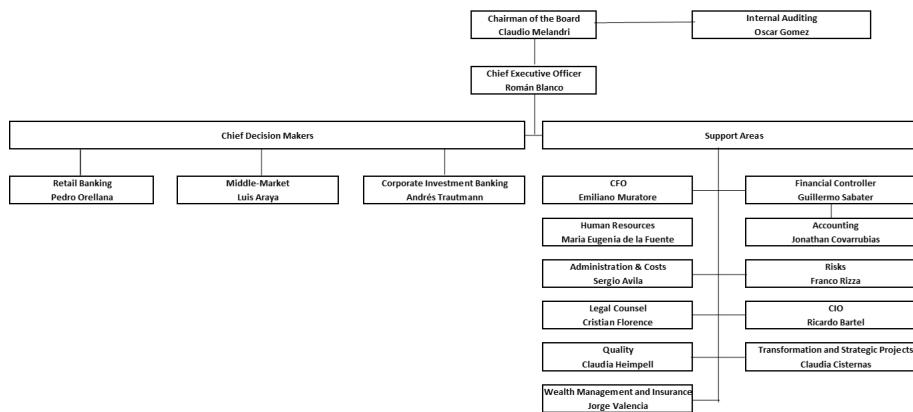 Chairman of the Board
Claudio Melandri
Internal Auditing
Oscar Gomez
Chief Executive Officer
Román Blanco
Chief Decision Makers
Support Areas
Retail Banking
Pedro Orellana
Middle-Market
Luis Araya
Corporate Investment Banking
Andrés Trautmann
CFO
Emiliano Muratore
Financial Controller
Guillermo Sabater
Human Resources
Maria Eugenia de la Fuente
Accounting
Jonathan Covarrubias
Administration & Costs
Sergio Avila
Risks
Franco Rizza
Legal Counsel
Cristian Florence
CIO
Ricardo Bartel
Quality
Claudia Heimpell
Transformation and Strategic Projects
Claudia Cisternas
Wealth Management and Insurance
Jorge Valencia